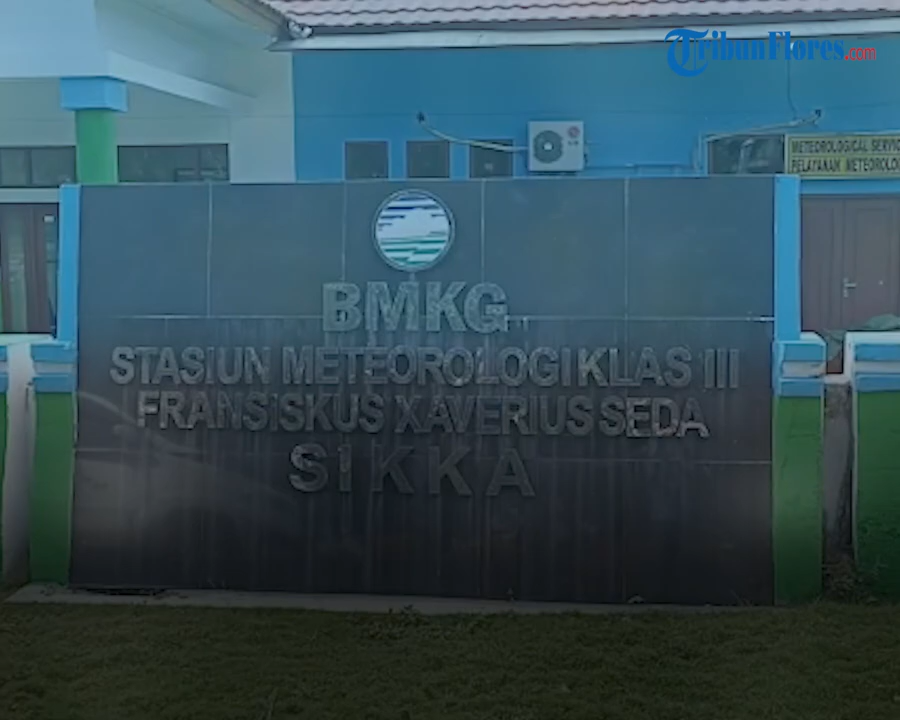 TribunFlores.com
METEOROLOGICAL SERVIC
PELAYANAN METEOROLO
BMKG
STASIUN METEOROLOGI KLAS III
FRANSISKUS XAVERIUS SEDA
SIKKA